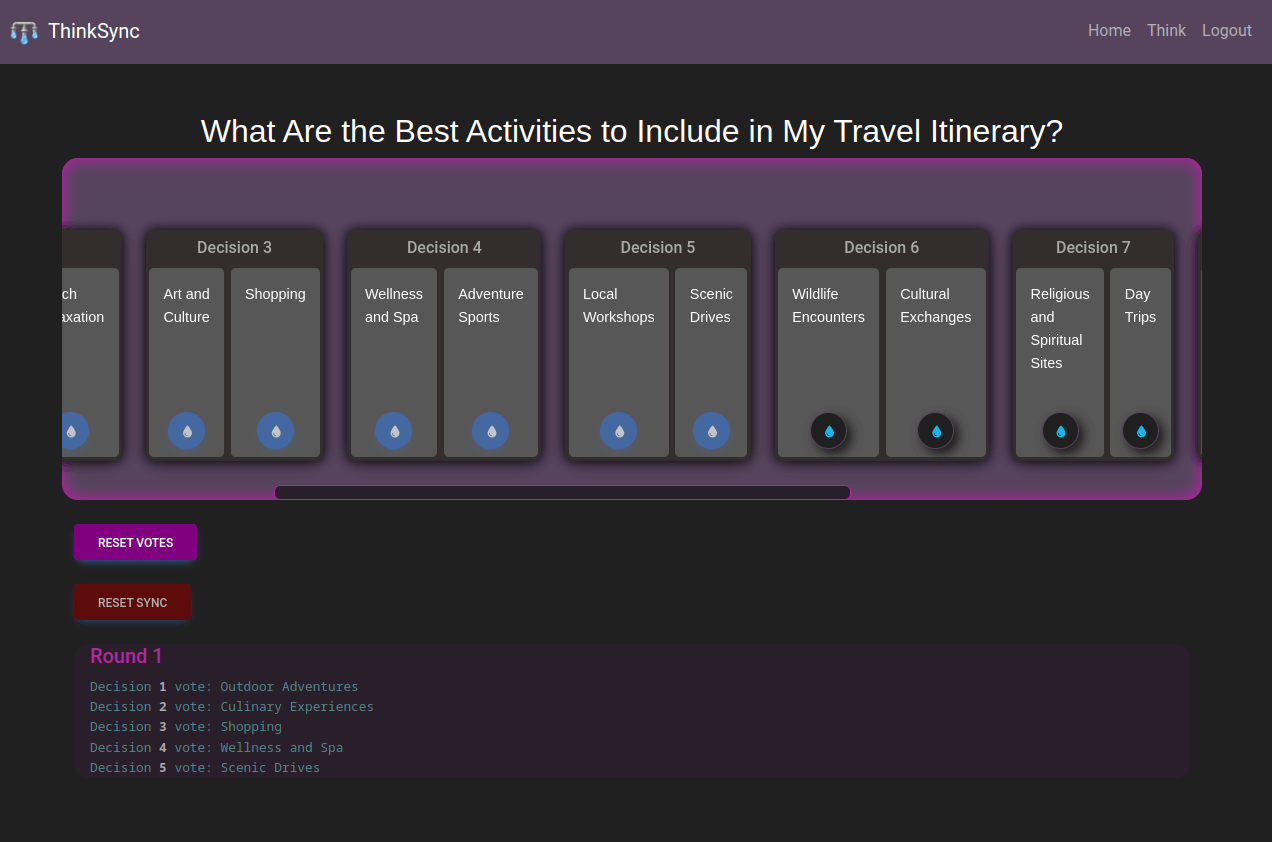 ThinkSync
Home Think Logout
What Are the Best Activities to Include in My Travel Itinerary?
ch
axation
Decision 3
Art and
Culture
Shopping
Decision 4
Wellness
and Spa
Adventure
Sports
Decision 5
Local
Workshops
Scenic
Drives
Decision 6
Wildlife
Encounters
Cultural
Exchanges
Decision 7
Religious
and
Spiritual
Sites
Day
Trips
RESET VOTES
RESET SYNC
Round 1
Decision 1 vote: Outdoor Adventures
Decision 2 vote: Culinary Experiences
Decision 3 vote: Shopping
Decision 4 vote: Wellness and Spa
Decision 5 vote: Scenic Drives